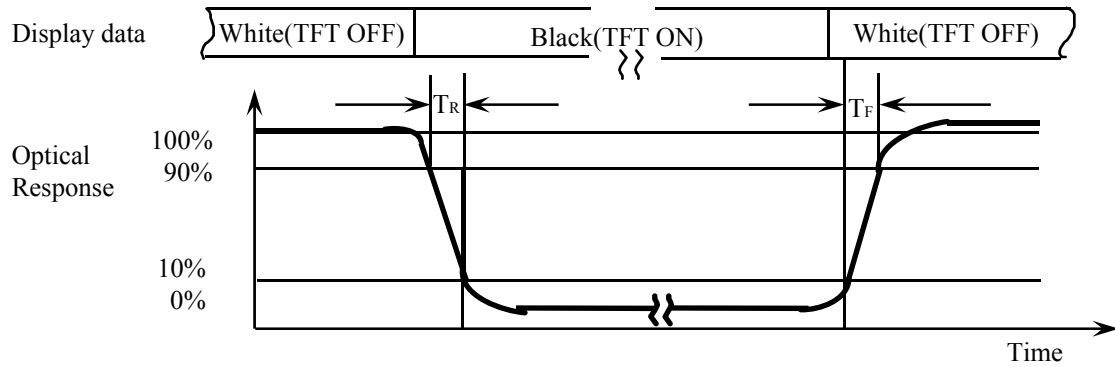 Display data
White(TFT OFF)
Black(TFT ON)
White(TFT OFF)
TR
TF
Optical
Response
100%
90%
10%
0%
Time